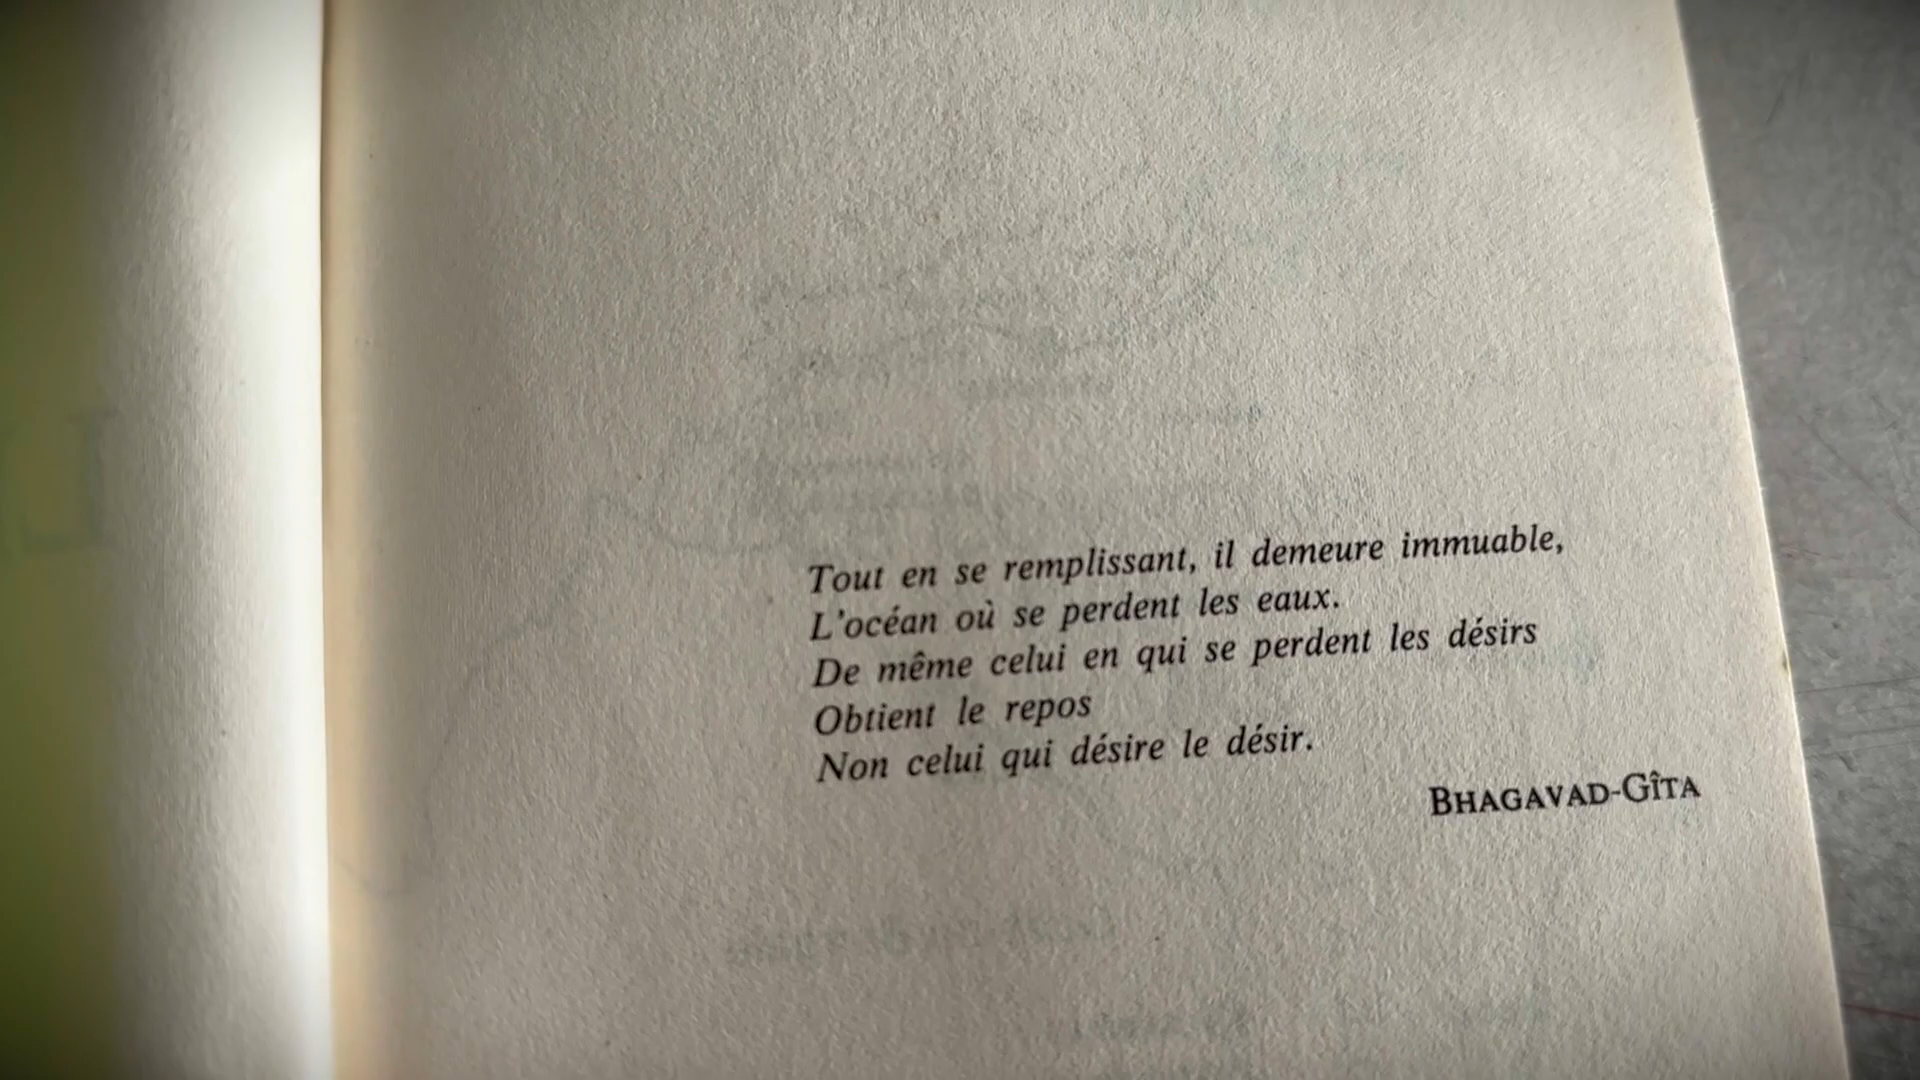 Tout en se remplissant, il demeure immuable,
L'océan où se perdent les eaux.
De même celui en qui se perdent les désirs
Obtient le repos
Non celui qui désire le désir.
BHAGAVAD-GÎTA